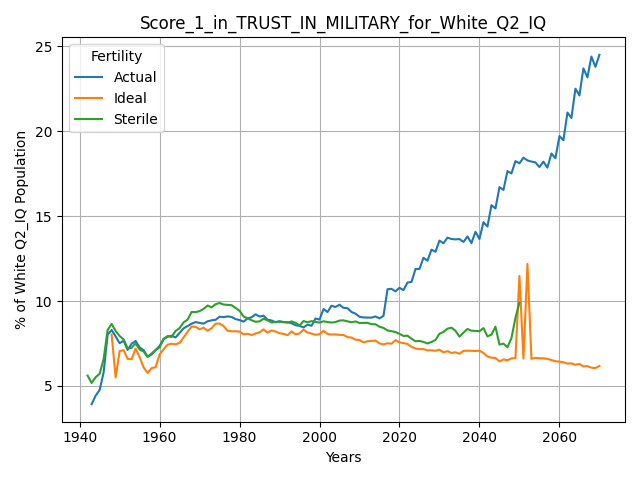 Score_1_in_TRUST_IN_MILITARY_for_White_Q2_IQ
% of White Q2_IQ Population
25
20
15
10
5
Fertility
Actual
Ideal
Sterile
1940 1960 1980 2000 2020 2040 2060
Years